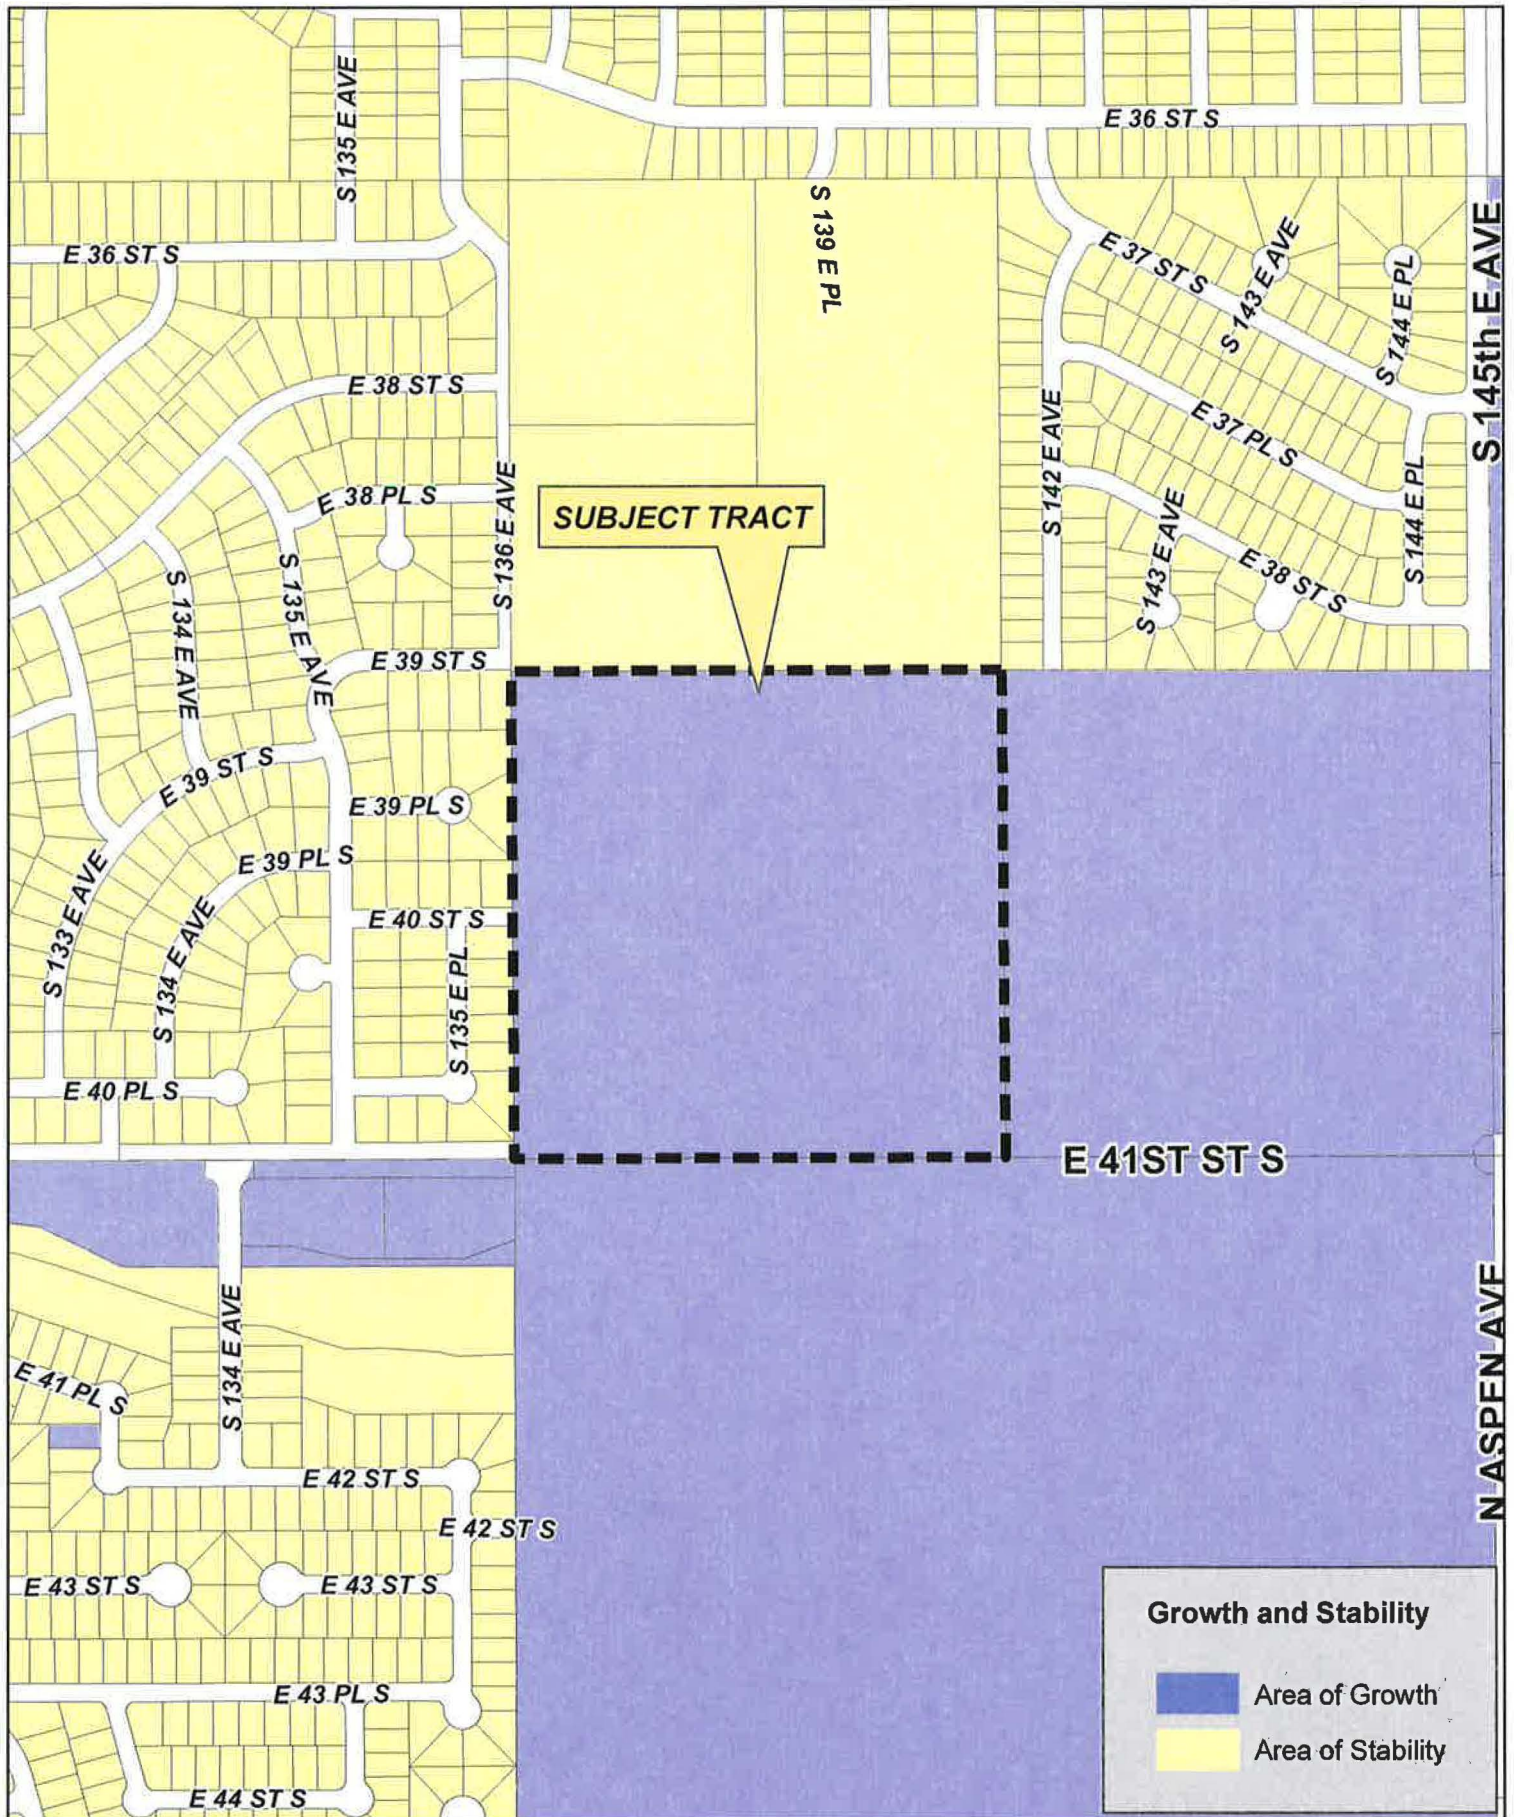 S 135 E AVE
E 36 ST S
S 139 E PL
E 36 ST S
E 37 ST S
S 143 E AVE
S 144 E PL
S 145th E AVE
E 38 ST S
E 37 PL S
S 142 E AVE
E 38 PL S
S 136 E AVE
SUBJECT TRACT
S 144 E PL
S 143 E AVE
E 38 ST S
S 134 E AVE
S 135 E AVE
E 39 ST S
E 39 ST S
E 39 PL S
E 39 PL S
S 133 E AVE
S 134 E AVE
E 40 ST S
S 135 E PL
E 40 PL S
E 41ST ST S
S 134 E AVE
N ASPEN AVE
E 41 PL S
E 42 ST S
E 42 ST S
E 43 ST S
E 43 ST S
E 43 PL S
E 44 ST S
Growth and Stability
Area of Growth
Area of Stability